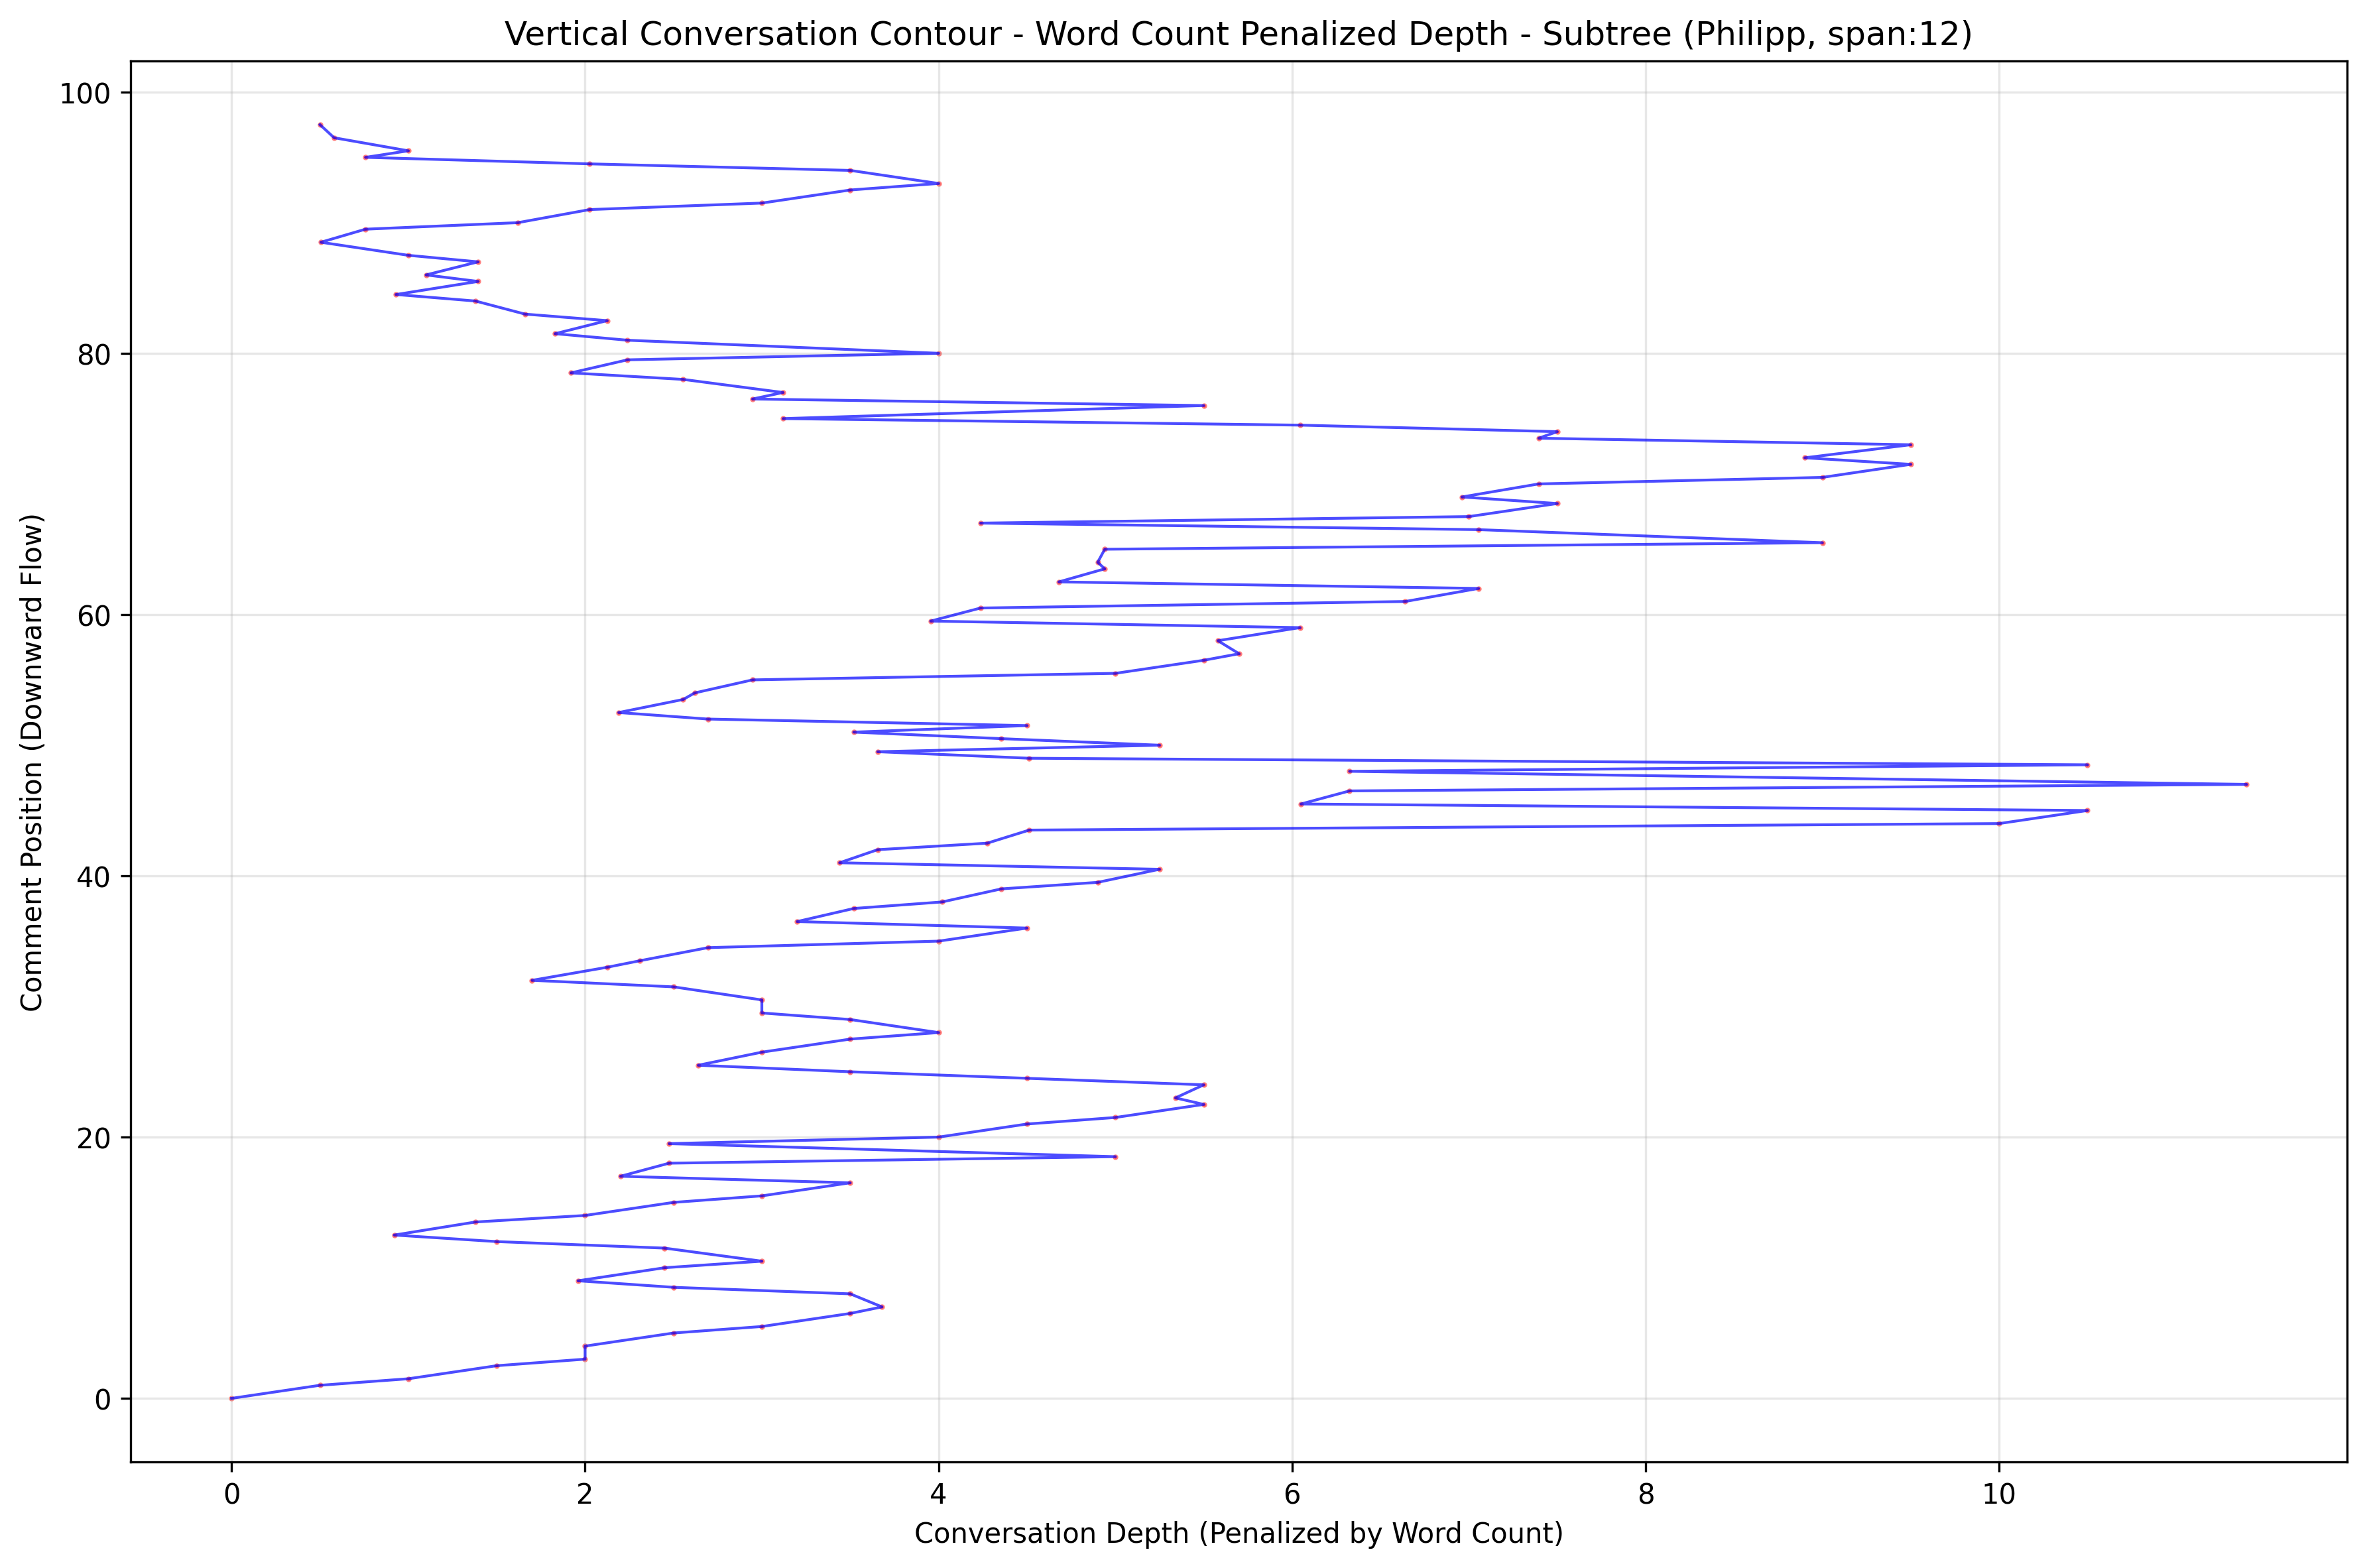 Vertical Conversation Contour - Word Count Penalized Depth - Subtree (Philipp, span:12)
Comment Position (Downward Flow)
100
80
60
40
20
0
0 2 4 6 8 10
Conversation Depth (Penalized by Word Count)